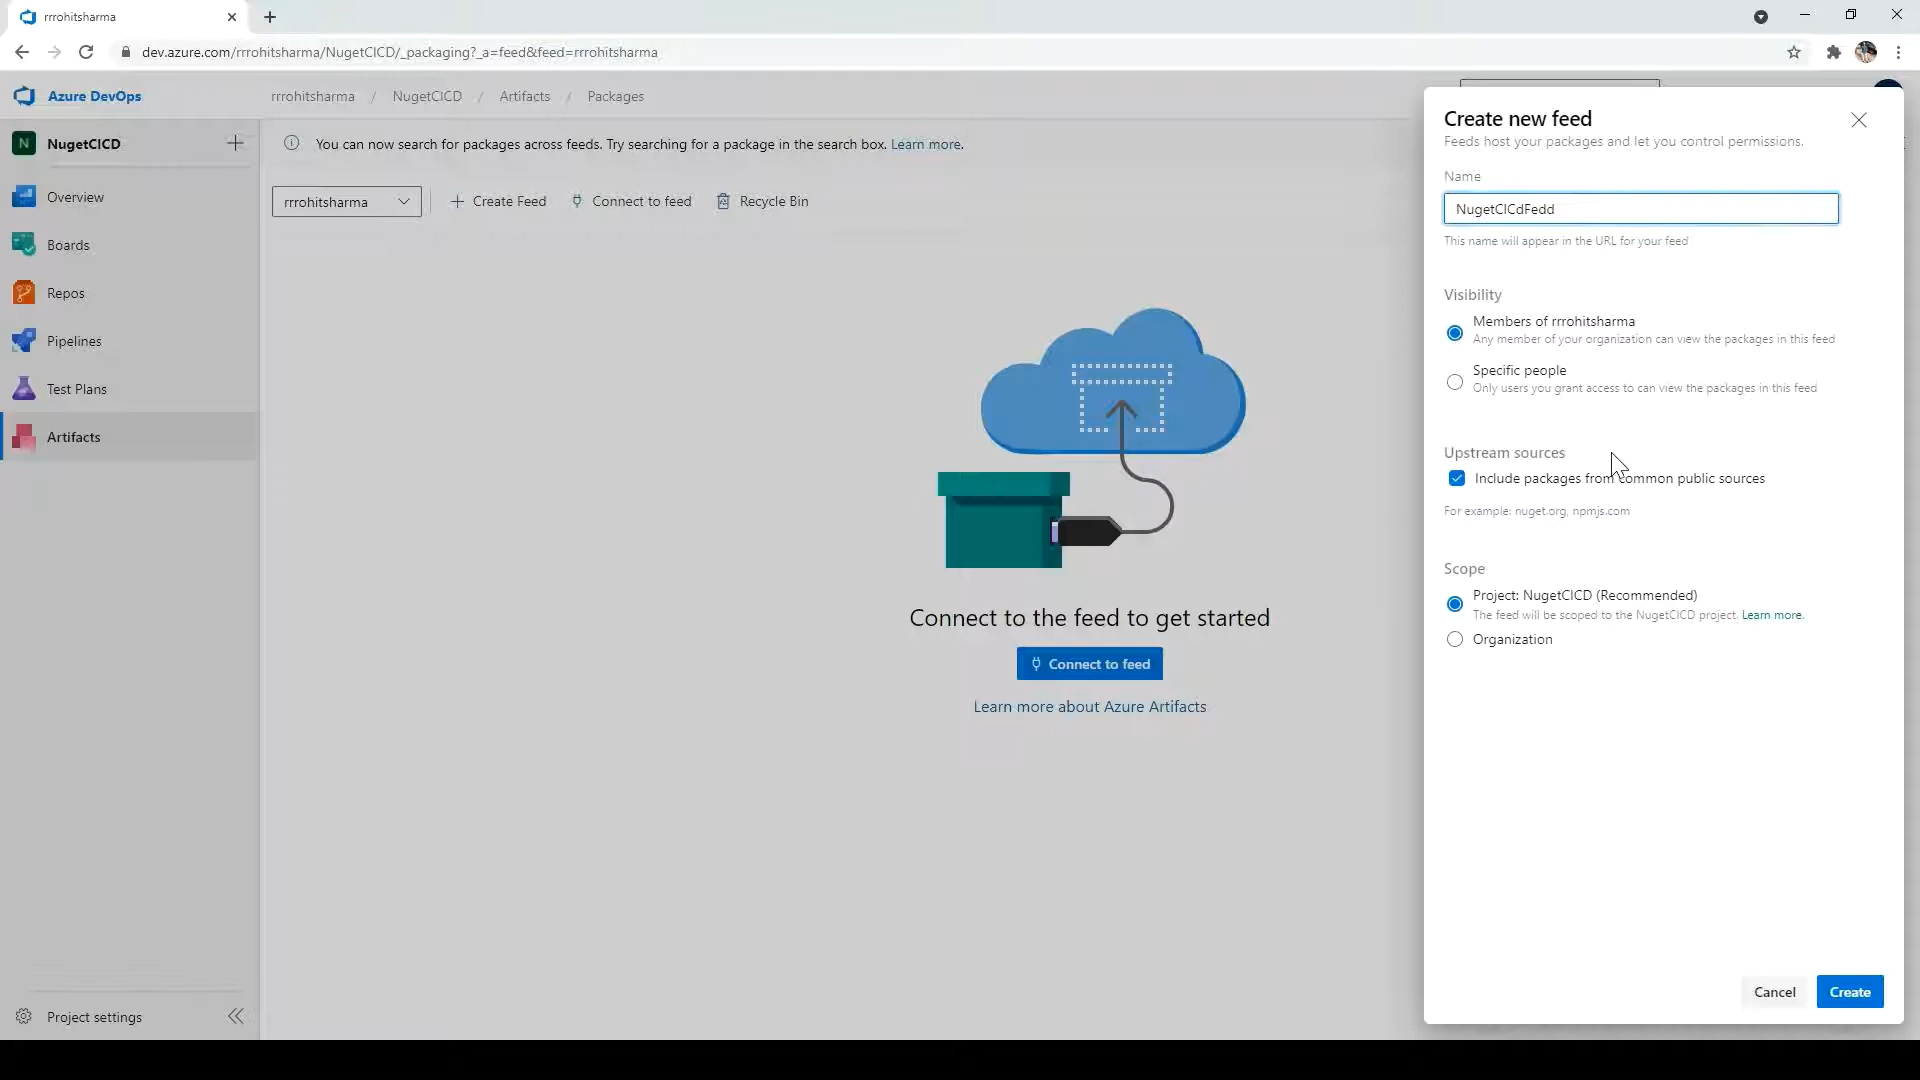 rrrohitsharma
dev.azure.com/rrrohitsharma/NugetCICD/_packaging?_a=feed&feed=rrrohitsharma
Azure DevOps
rrrohitsharma / NugetCICD / Artifacts / Packages
N NugetCICD
Overview
Boards
Repos
Pipelines
Test Plans
Artifacts
Project settings
You can now search for packages across feeds. Try searching for a package in the search box. Learn more.
rrrohitsharma Create Feed Connect to feed Recycle Bin
Connect to the feed to get started
Connect to feed
Learn more about Azure Artifacts
Create new feed
Feeds host your packages and let you control permissions.
Name
NugetCICdFedd
This name will appear in the URL for your feed
Visibility
Members of rrrohitsharma
Any member of your organization can view the packages in this feed
Specific people
Only users you grant access to can view the packages in this feed
Upstream sources
Include packages from common public sources
For example: nuget.org, npmjs.com
Scope
Project: NugetCICD (Recommended)
The feed will be scoped to the NugetCICD project. Learn more.
Organization
Cancel Create